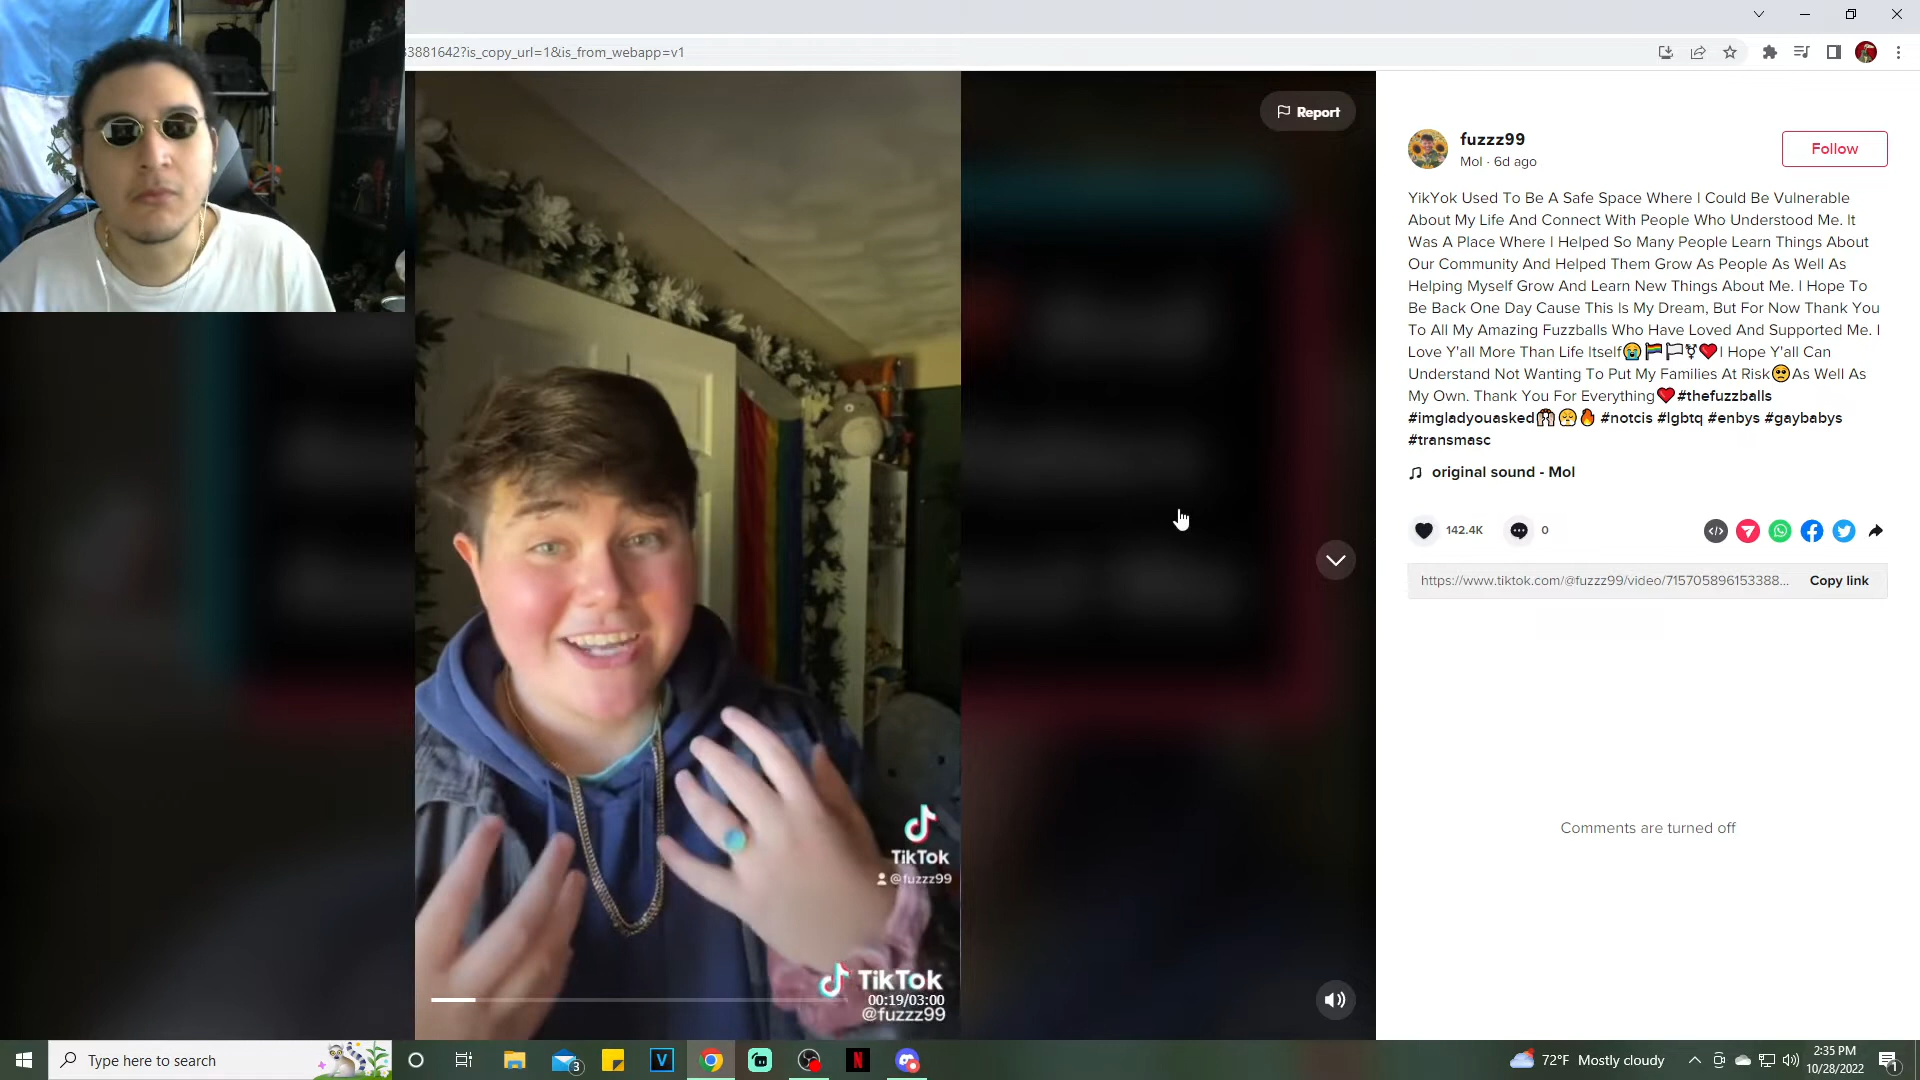 33881642?is_copy_url=1&is_from_webapp=v1
Report
TikTok
@fuzzz99
TikTok
00:19/03:00
@fuzzz99
fuzzz99
Mol · 6d ago
Follow
YikYok Used To Be A Safe Space Where I Could Be Vulnerable
About My Life And Connect With People Who Understood Me. It
Was A Place Where I Helped So Many People Learn Things About
Our Community And Helped Them Grow As People As Well As
Helping Myself Grow And Learn New Things About Me. I Hope To
Be Back One Day Cause This Is My Dream, But For Now Thank You
To All My Amazing Fuzzballs Who Have Loved And Supported Me. I
Love Y'all More Than Life Itself😭🏳️‍🌈🏳️⚧❤️I Hope Y'all Can
Understand Not Wanting To Put My Families At Risk🥺As Well As
My Own. Thank You For Everything❤️#thefuzzballs
#imgladyouasked🙌😤🔥 #notcis #lgbtq #enbys #gaybabys
#transmasc
original sound - Mol
142.4K
0
https://www.tiktok.com/@fuzzz99/video/715705896153388...
Copy link
Comments are turned off
Type here to search
3
V
N
72°F Mostly cloudy
2:35 PM
10/28/2022
1